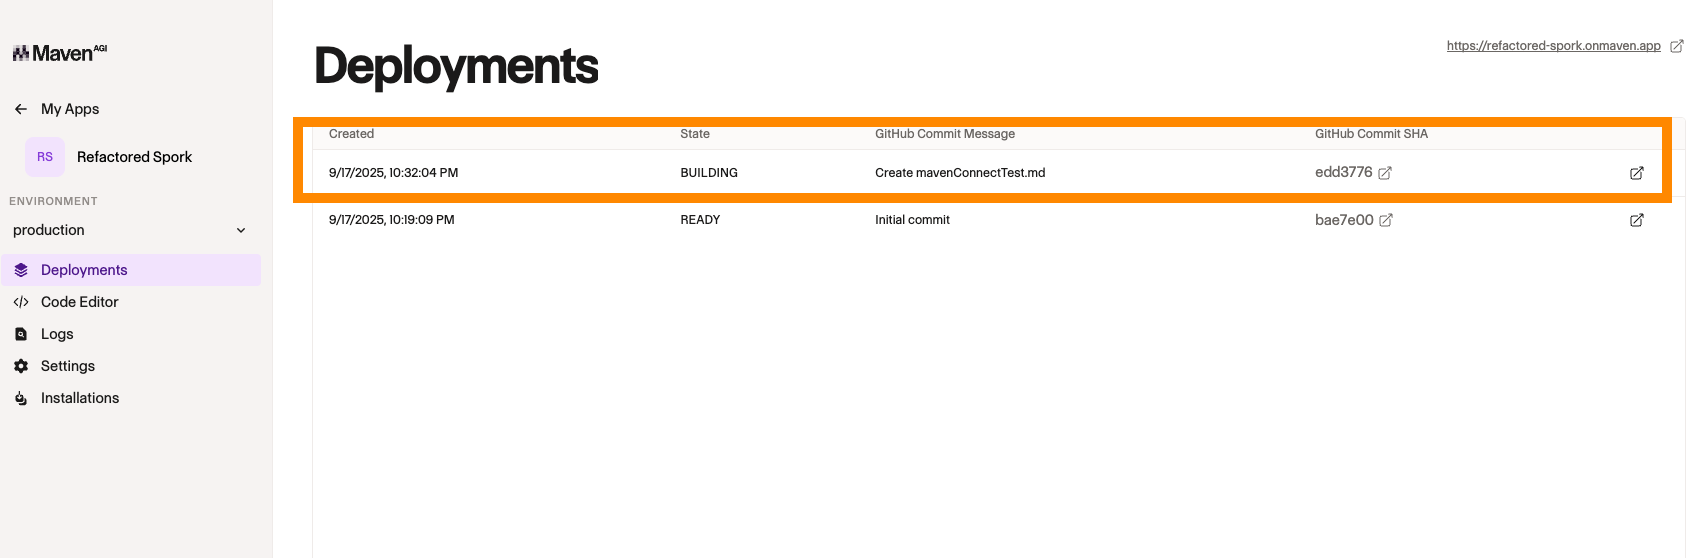 Maven AGI
My Apps
RS Refactored Spork
ENVIRONMENT
production
Deployments
Code Editor
Logs
Settings
Installations
Deployments
https://refactored-spork.onmaven.app
Created State GitHub Commit Message GitHub Commit SHA
9/17/2025, 10:32:04 PM BUILDING Create mavenConnectTest.md edd3776
9/17/2025, 10:19:09 PM READY Initial commit bae7e00